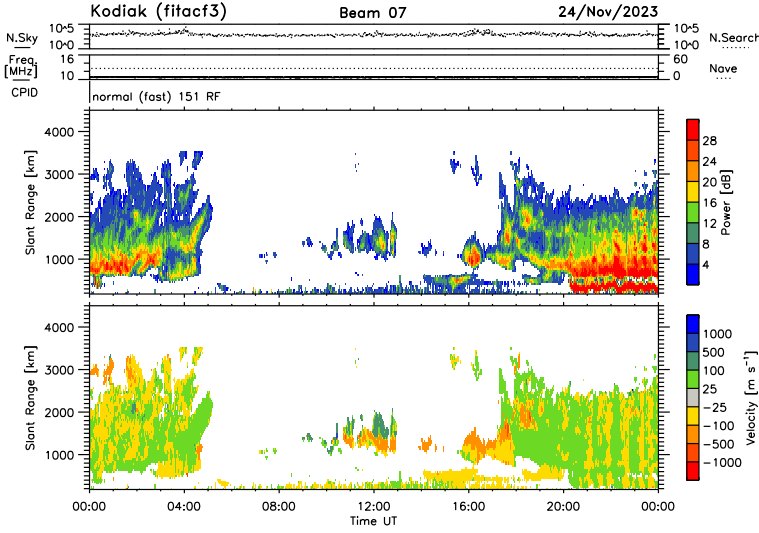 Kodiak (fitacf3) Beam 07 24/Nov/2023
N.Sky 10^5 10^0 10^5 10^0 N.Search
Freq. [MHz] 16 10 60 0 Nave
CPID normal (fast) 151 RF
Slant Range [km] 4000 3000 2000 1000
Power [dB] 28 24 20 16 12 8 4
Slant Range [km] 4000 3000 2000 1000
Velocity [m s⁻¹] 1000 500 100 25 −25 −100 −500 −1000
00:00 04:00 08:00 12:00 16:00 20:00 00:00
Time UT